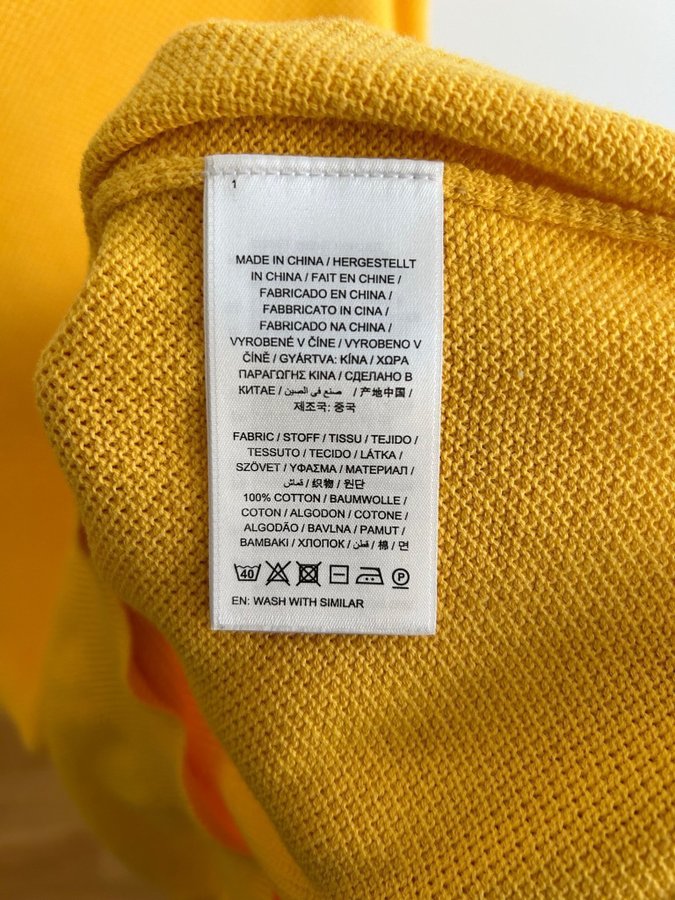 1
MADE IN CHINA / HERGESTELLT
IN CHINA / FAIT EN CHINE /
FABRICADO EN CHINA /
FABBRICATO IN CINA /
FABRICADO NA CHINA /
VYROBENÉ V ČÍNE / VYROBENO V
ČÍNĚ / GYÁRTVA: KÍNA / ΧΩΡΑ
ΠΑΡΑΓΩΓΗΣ ΚΙΝΑ / СДЕЛАНО В
КИТАЕ / صنع في الصين / 产地中国 /
제조국: 중국
FABRIC / STOFF / TISSU / TEJIDO /
TESSUTO / TECIDO / LÁTKA /
SZÖVET / ΥΦΑΣΜΑ / МАТЕРИАЛ /
قماش / 织物 / 원단
100% COTTON / BAUMWOLLE /
COTON / ALGODON / COTONE /
ALGODÃO / BAVLNA / PAMUT /
BAMBAKI / ХЛОПОК / قطن / 棉 / 면
40 P
EN: WASH WITH SIMILAR